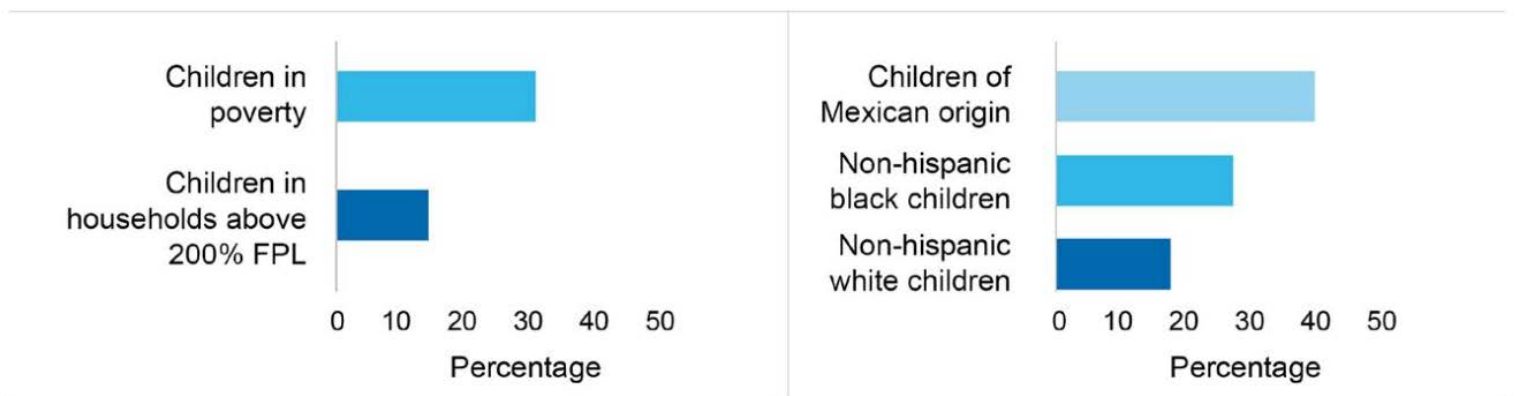 Children in
poverty
Children in
households above
200% FPL
0 10 20 30 40 50
Percentage
Children of
Mexican origin
Non-hispanic
black children
Non-hispanic
white children
0 10 20 30 40 50
Percentage